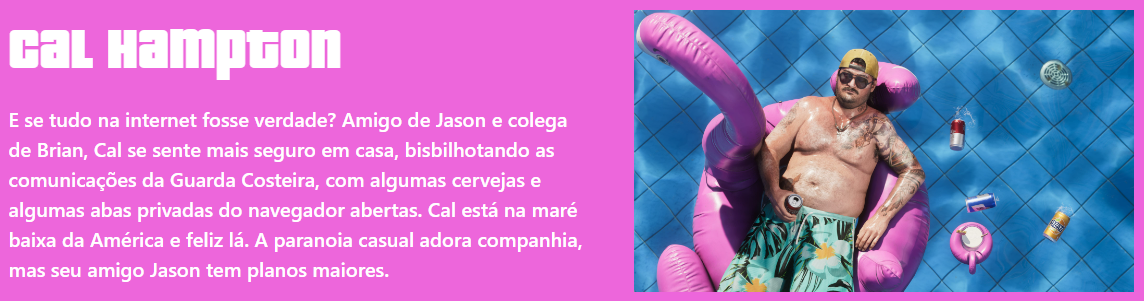 Cal Hampton
E se tudo na internet fosse verdade? Amigo de Jason e colega
de Brian, Cal se sente mais seguro em casa, bisbilhotando as
comunicações da Guarda Costeira, com algumas cervejas e
algumas abas privadas do navegador abertas. Cal está na maré
baixa da América e feliz lá. A paranoia casual adora companhia,
mas seu amigo Jason tem planos maiores.